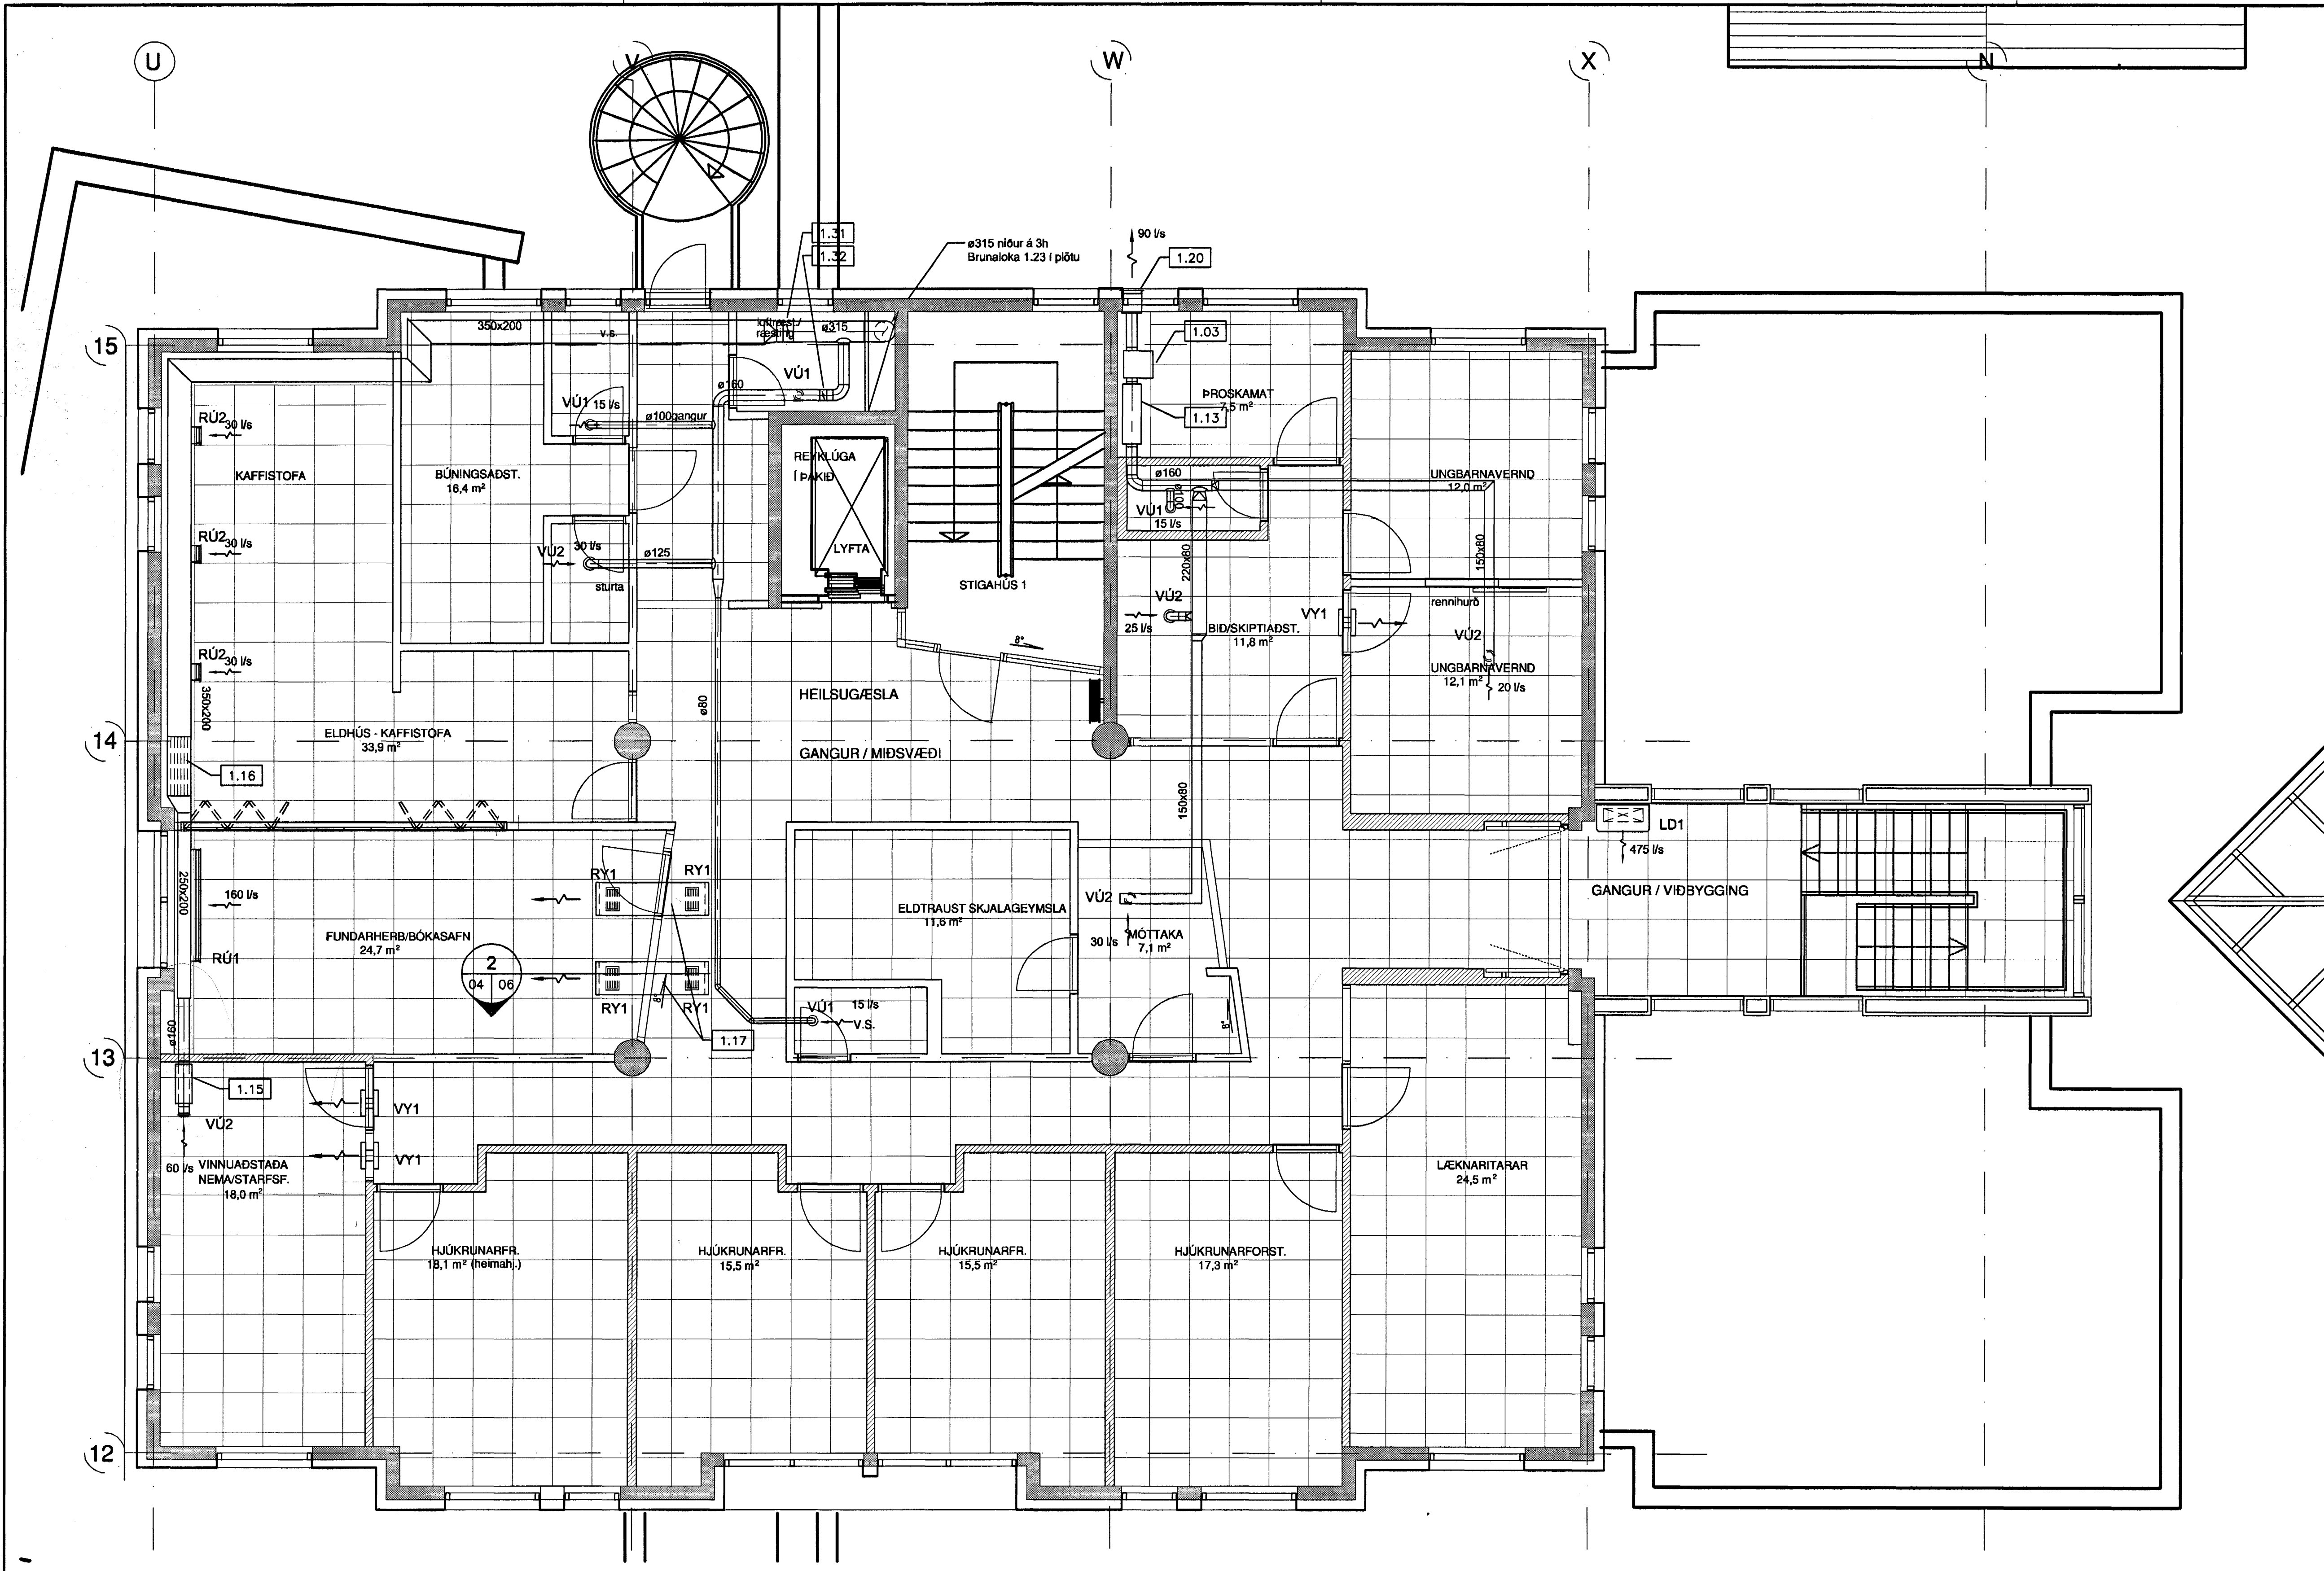 U
V
W
X
N
90 l/s
1.31
1.32
ø315 niður á 3h
Brunaloka 1.23 í plötu
1.20
15
350x200
v.s.
ræsting
ø315
1.03
VÚ1
ø160
RÚ2 30 l/s
VÚ1 15 l/s
ø100gangur
ÞROSKAMAT
7,5 m²
1.13
KAFFISTOFA
BÚNINGSAÐST.
16,4 m²
REYKLÚGA
Í ÞAKIÐ
ø160
ø100
UNGBARNAVERND
12,0 m²
VÚ1
15 l/s
RÚ2 30 l/s
VÚ2
30 l/s
ø125
LYFTA
220x80
150x80
sturta
STIGAHÚS 1
rennihurð
VÚ2
25 l/s
VY1
BIÐ/SKIPTIAÐST.
11,8 m²
VÚ2
8°
RÚ2 30 l/s
UNGBARNAVERND
12,1 m²
20 l/s
350x200
ø80
HEILSUGÆSLA
14
ELDHÚS - KAFFISTOFA
33,9 m²
GANGUR / MIÐSVÆÐI
1.16
150x80
LD1
475 l/s
250x200
160 l/s
RY1
RY1
GANGUR / VIÐBYGGING
ELDTRAUST SKJALAGEYMSLA
11,6 m²
VÚ2
FUNDARHERB/BÓKASAFN
24,7 m²
30 l/s
MÓTTAKA
7,1 m²
RÚ1
2
04
06
RY1
RY1
8°
VÚ1
15 l/s
V.S.
8°
ø160
1.17
13
1.15
VY1
VÚ2
VY1
60 l/s
VINNUAÐSTAÐA
NEMA/STARFSF.
18,0 m²
LÆKNARITARAR
24,5 m²
HJÚKRUNARFR.
18,1 m² (heimahj.)
HJÚKRUNARFR.
15,5 m²
HJÚKRUNARFR.
15,5 m²
HJÚKRUNARFORST.
17,3 m²
12